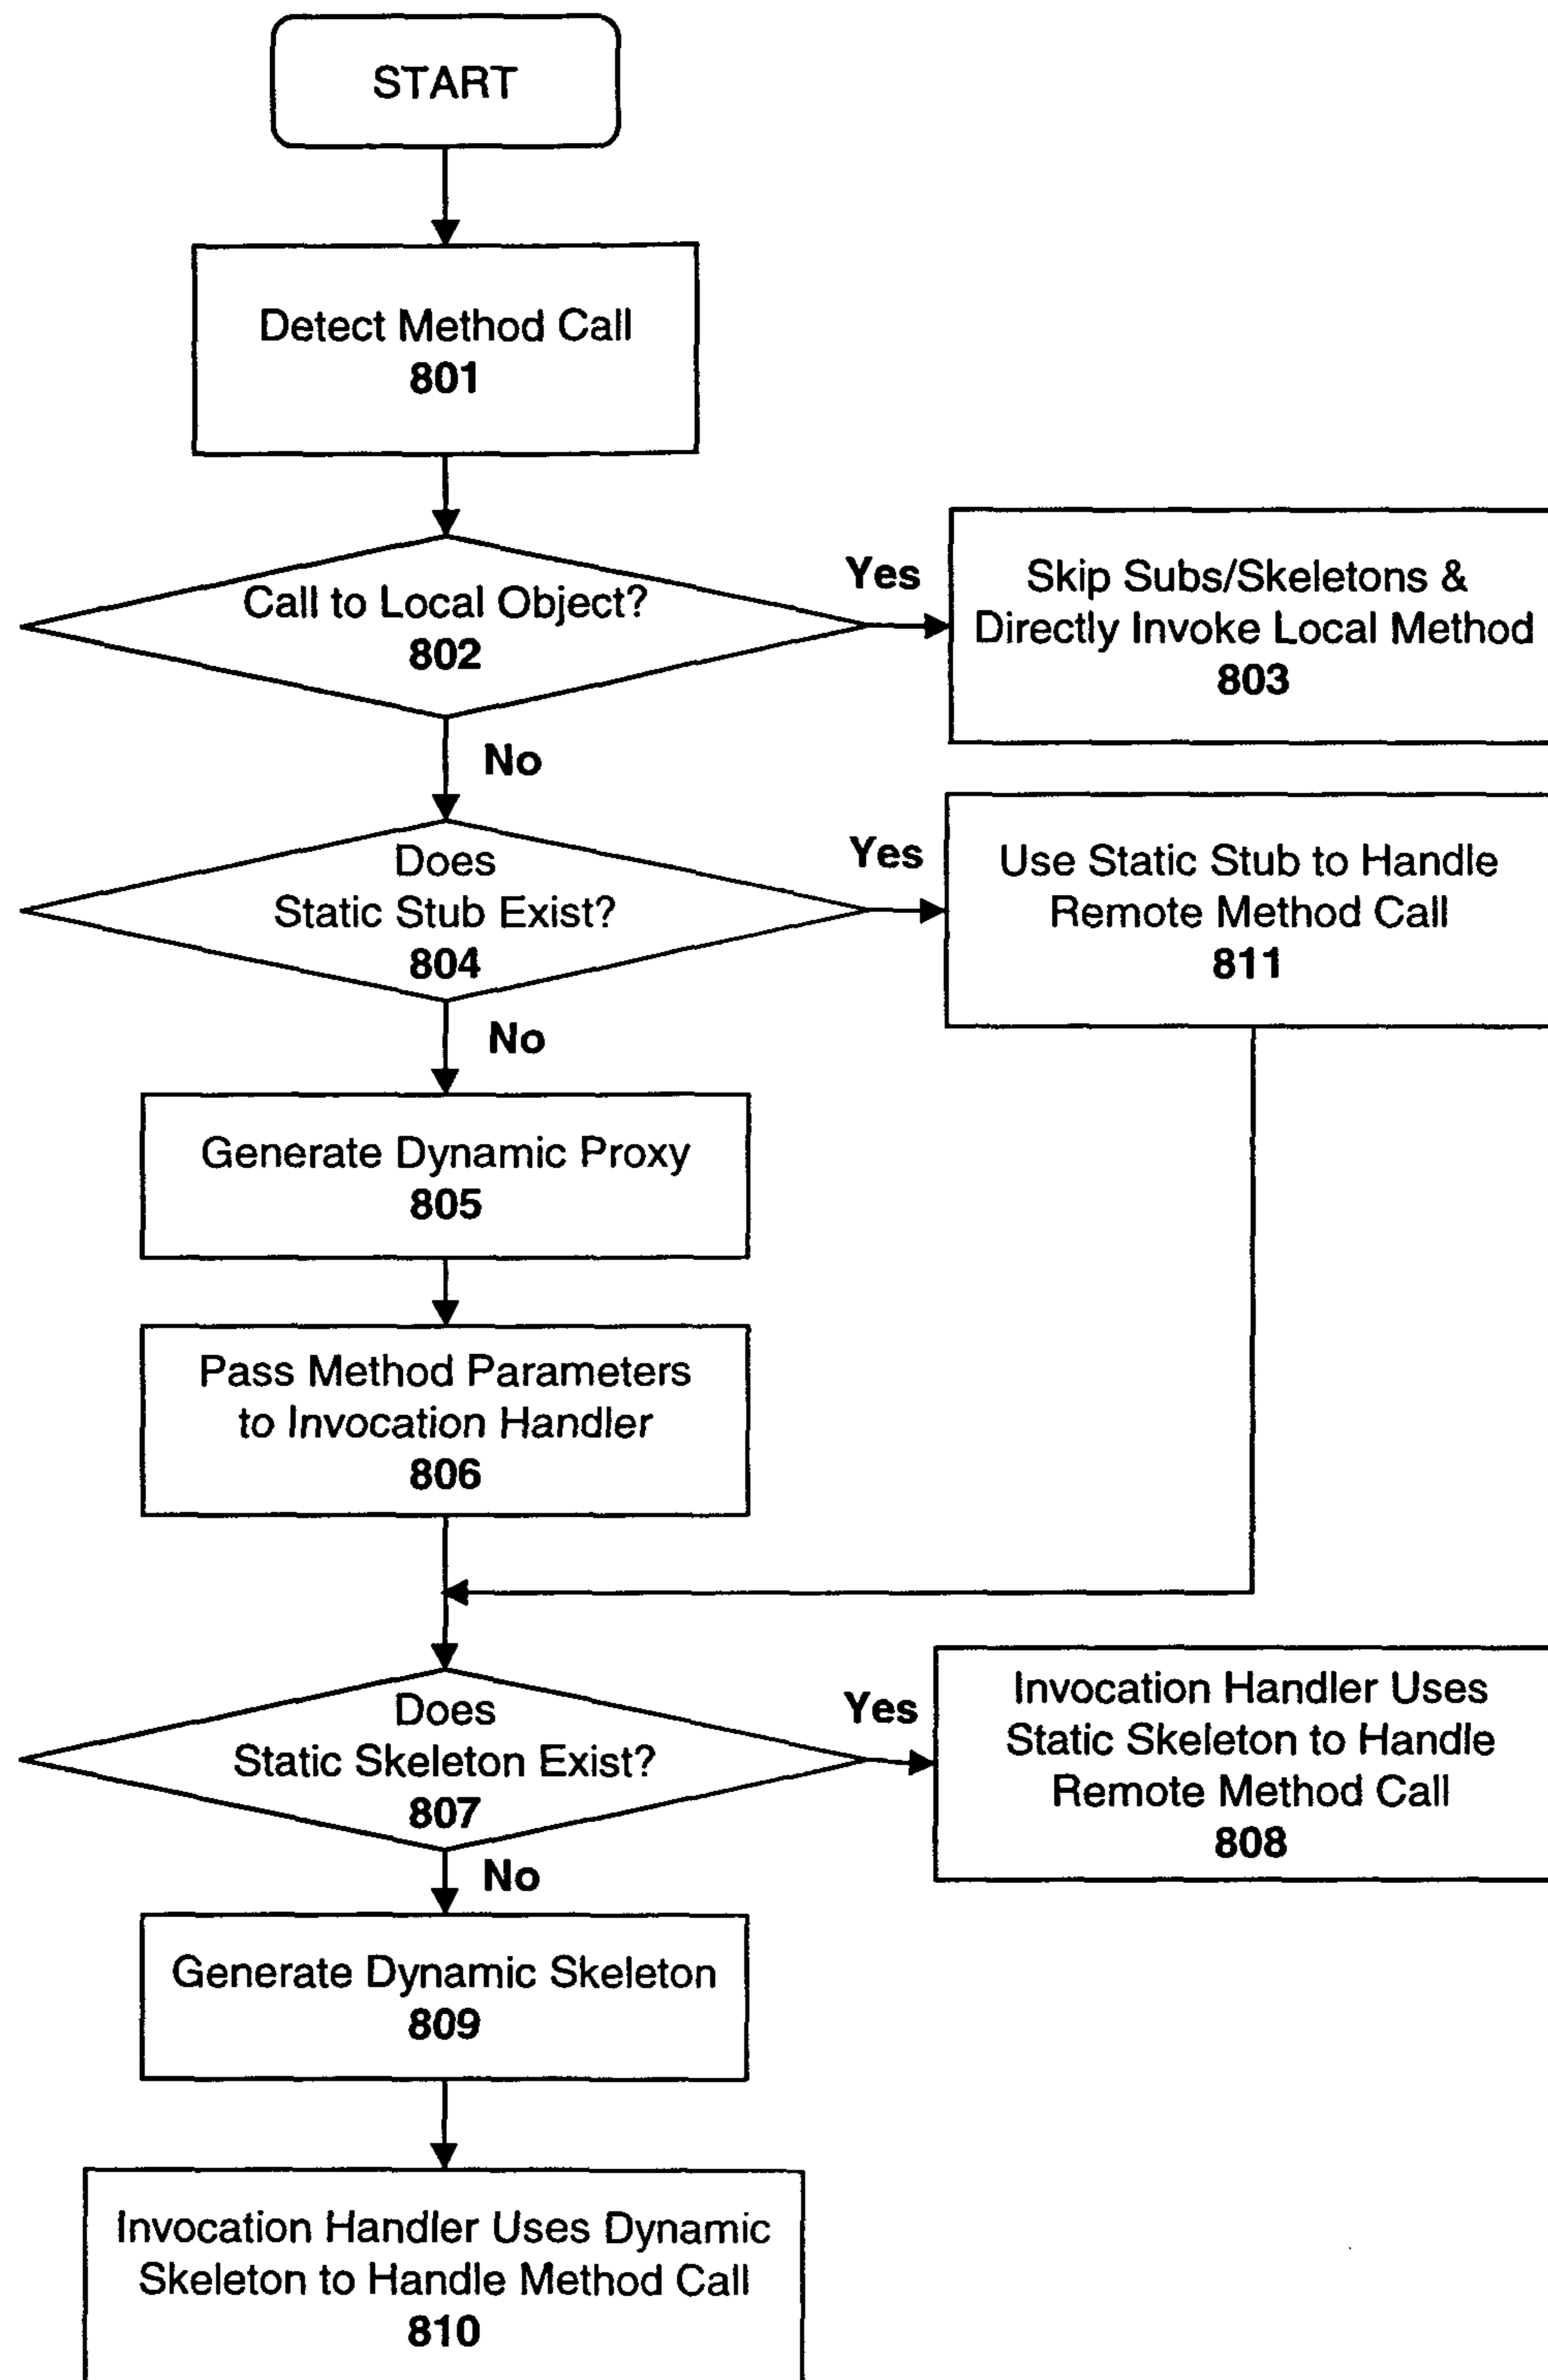 START
Detect Method Call
801
Call to Local Object?
802
Yes
Skip Subs/Skeletons &
Directly Invoke Local Method
803
No
Does
Static Stub Exist?
804
Yes
Use Static Stub to Handle
Remote Method Call
811
No
Generate Dynamic Proxy
805
Pass Method Parameters
to Invocation Handler
806
Does
Static Skeleton Exist?
807
Yes
Invocation Handler Uses
Static Skeleton to Handle
Remote Method Call
808
No
Generate Dynamic Skeleton
809
Invocation Handler Uses Dynamic
Skeleton to Handle Method Call
810